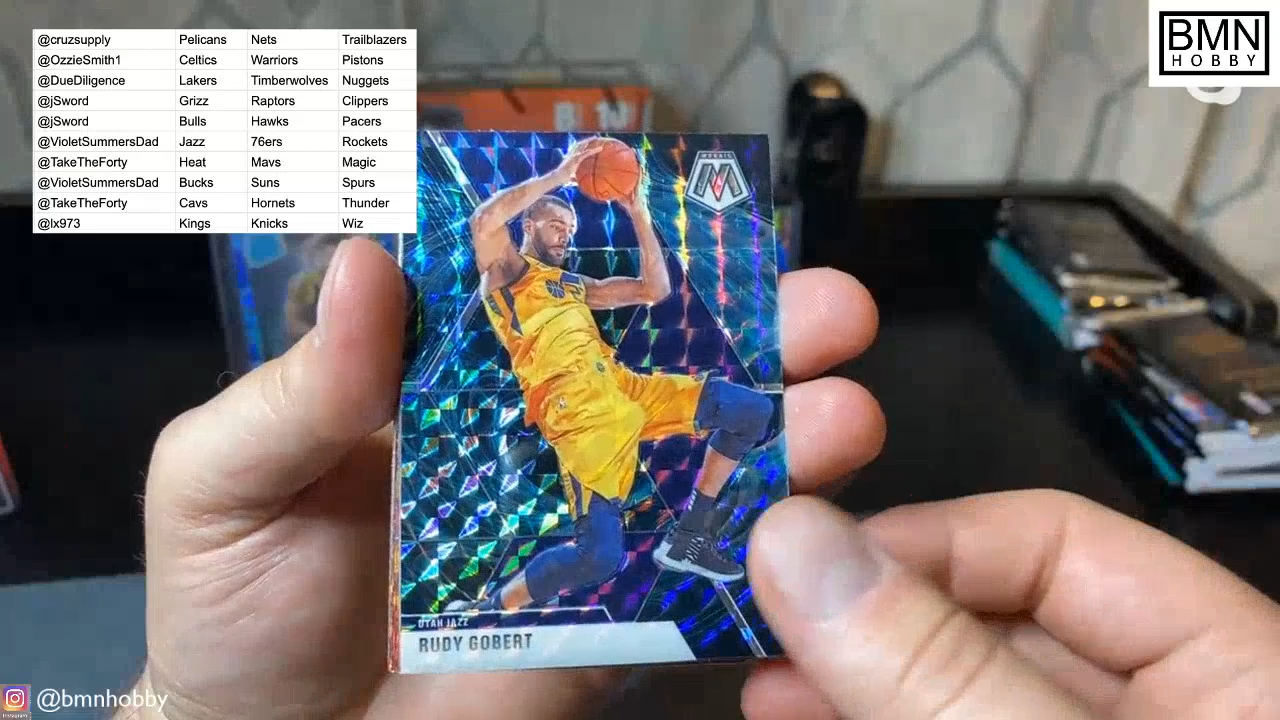 @cruzsupply Pelicans Nets Trailblazers
@OzzieSmith1 Celtics Warriors Pistons
@DueDiligence Lakers Timberwolves Nuggets
@jSword Grizz Raptors Clippers
@jSword Bulls Hawks Pacers
@VioletSummersDad Jazz 76ers Rockets
@TakeTheForty Heat Mavs Magic
@VioletSummersDad Bucks Suns Spurs
@TakeTheForty Cavs Hornets Thunder
@lx973 Kings Knicks Wiz
BMN
HOBBY
MOSAIC
UTAH JAZZ
RUDY GOBERT
Instagram
@bmnhobby